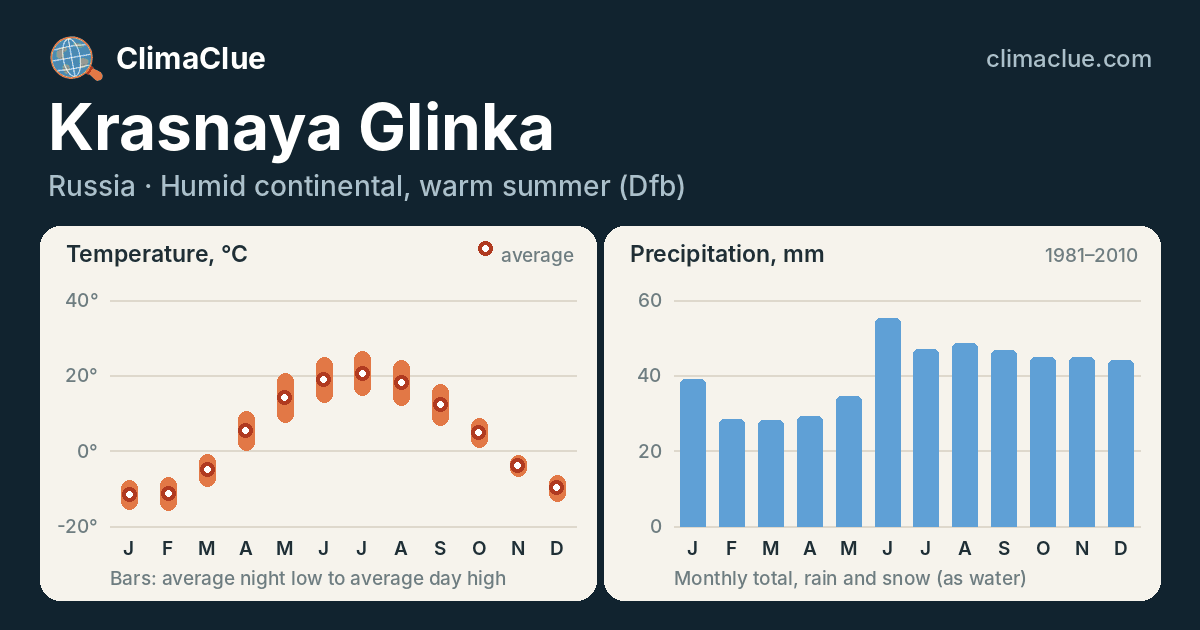 ClimaClue
climaclue.com
Krasnaya Glinka
Russia · Humid continental, warm summer (Dfb)
Temperature, °C
average
40°
20°
0°
-20°
J F M A M J J A S O N D
Bars: average night low to average day high
Precipitation, mm
1981–2010
60
40
20
0
J F M A M J J A S O N D
Monthly total, rain and snow (as water)